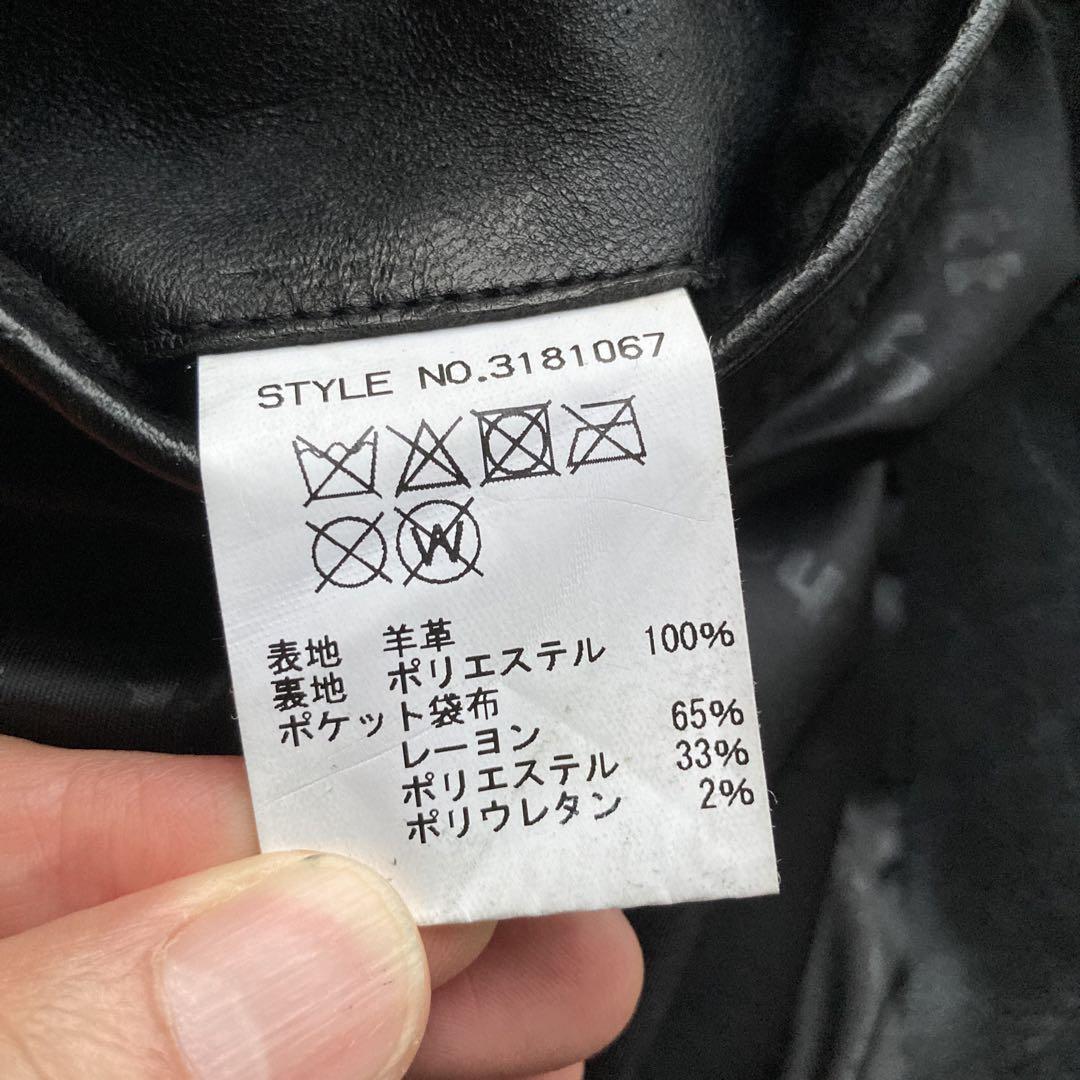 STYLE NO.3181067
W
表地 羊革
裏地 ポリエステル 100%
ポケット袋布
レーヨン 65%
ポリエステル 33%
ポリウレタン 2%